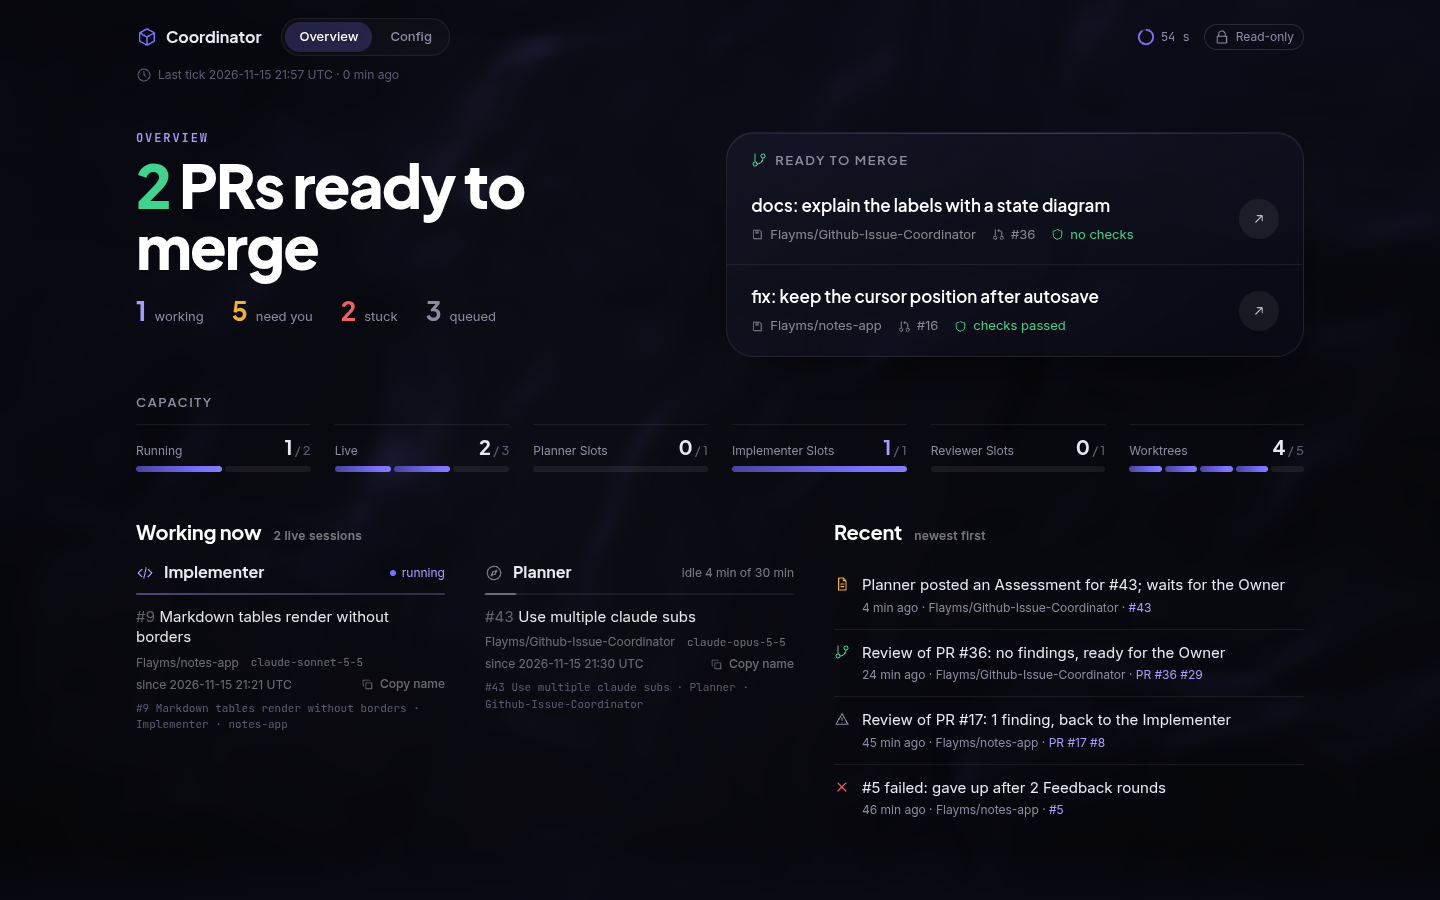 Coordinator
Overview
Config
54 s
Read-only
Last tick 2026-11-15 21:57 UTC · 0 min ago
OVERVIEW
2 PRs ready to
merge
1 working
5 need you
2 stuck
3 queued
READY TO MERGE
docs: explain the labels with a state diagram
Flayms/Github-Issue-Coordinator
#36
no checks
fix: keep the cursor position after autosave
Flayms/notes-app
#16
checks passed
CAPACITY
Running 1 / 2
Live 2 / 3
Planner Slots 0 / 1
Implementer Slots 1 / 1
Reviewer Slots 0 / 1
Worktrees 4 / 5
Working now
2 live sessions
Implementer
running
#9 Markdown tables render without
borders
Flayms/notes-app claude-sonnet-5-5
since 2026-11-15 21:21 UTC
Copy name
#9 Markdown tables render without borders ·
Implementer · notes-app
Planner
idle 4 min of 30 min
#43 Use multiple claude subs
Flayms/Github-Issue-Coordinator claude-opus-5-5
since 2026-11-15 21:30 UTC
Copy name
#43 Use multiple claude subs · Planner ·
Github-Issue-Coordinator
Recent
newest first
Planner posted an Assessment for #43; waits for the Owner
4 min ago · Flayms/Github-Issue-Coordinator · #43
Review of PR #36: no findings, ready for the Owner
24 min ago · Flayms/Github-Issue-Coordinator · PR #36 #29
Review of PR #17: 1 finding, back to the Implementer
45 min ago · Flayms/notes-app · PR #17 #8
#5 failed: gave up after 2 Feedback rounds
46 min ago · Flayms/notes-app · #5